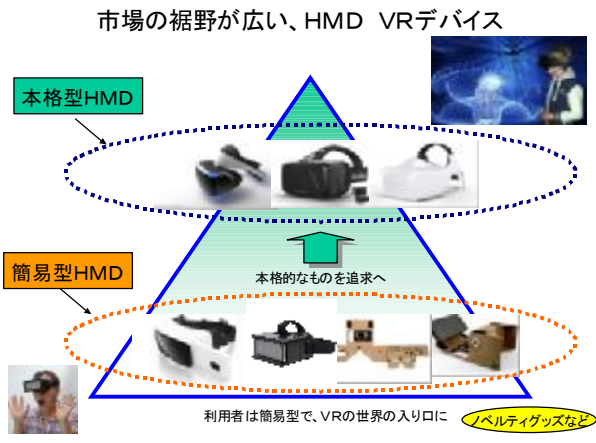 市場の裾野が広い、HMD VRデバイス
本格型HMD
本格的なものを追求へ
簡易型HMD
利用者は簡易型で、VRの世界の入り口に
ノベルティグッズなど